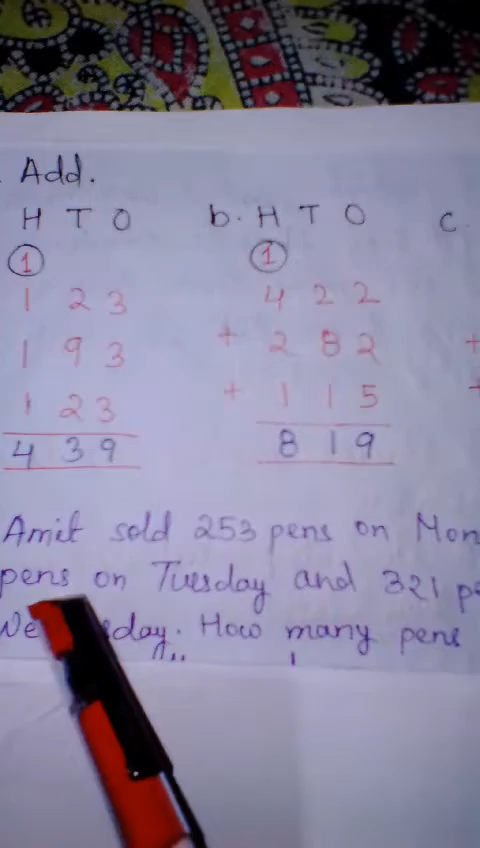 Add.
H T O b. H T O c
1 1
1 2 3 4 2 2
1 9 3 + 2 8 2 +
1 2 3 + 1 1 5 +
4 3 9 8 1 9
Amit sold 253 pens on Mon
pens on Tuesday and 321 p
day. How many pens